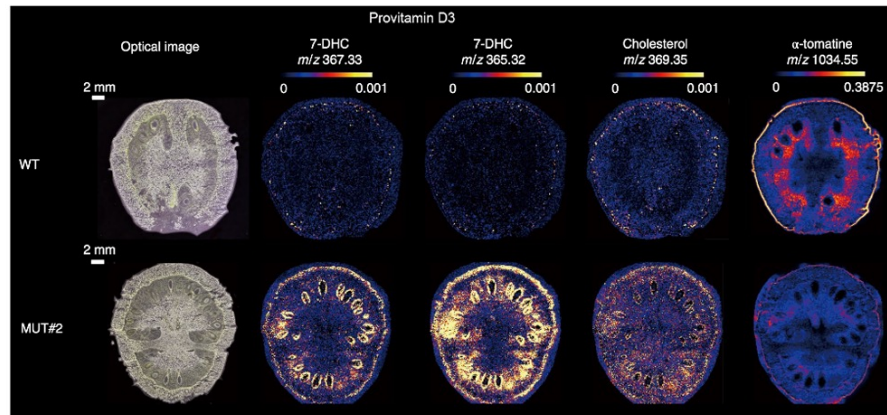 Provitamin D3
Optical image
7-DHC
m/z 367.33
0 0.001
7-DHC
m/z 365.32
0 0.001
Cholesterol
m/z 369.35
0 0.001
α-tomatine
m/z 1034.55
0 0.3875
2 mm
WT
2 mm
MUT#2